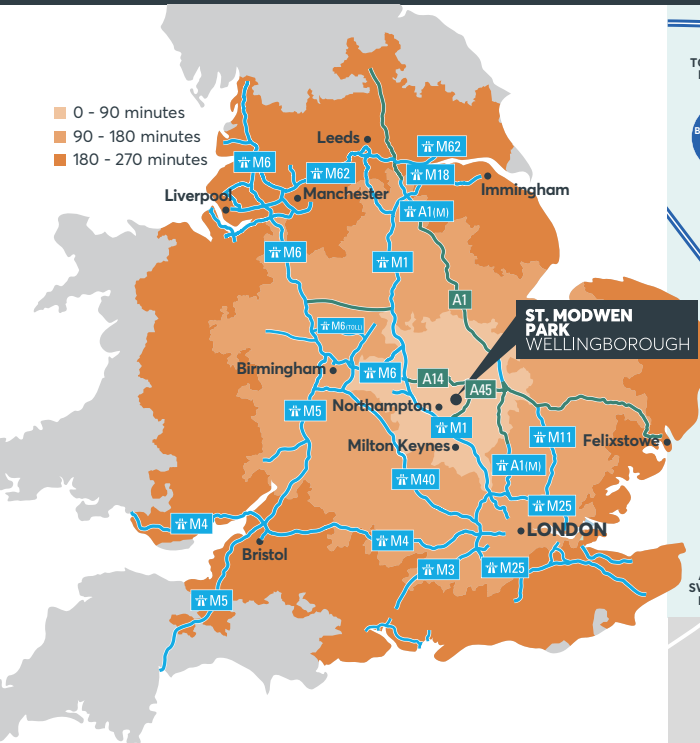 0 - 90 minutes
90 - 180 minutes
180 - 270 minutes
Leeds
M62
M6
M62
M18
Immingham
Liverpool
Manchester
A1(M)
M6
M1
A1
ST. MODWEN
PARK
WELLINGBOROUGH
M6(TOLL)
Birmingham
M6
A14
A45
M5
Northampton
M1
M11
Felixstowe
Milton Keynes
A1(M)
M40
M25
M4
LONDON
M4
Bristol
M3
M25
M5